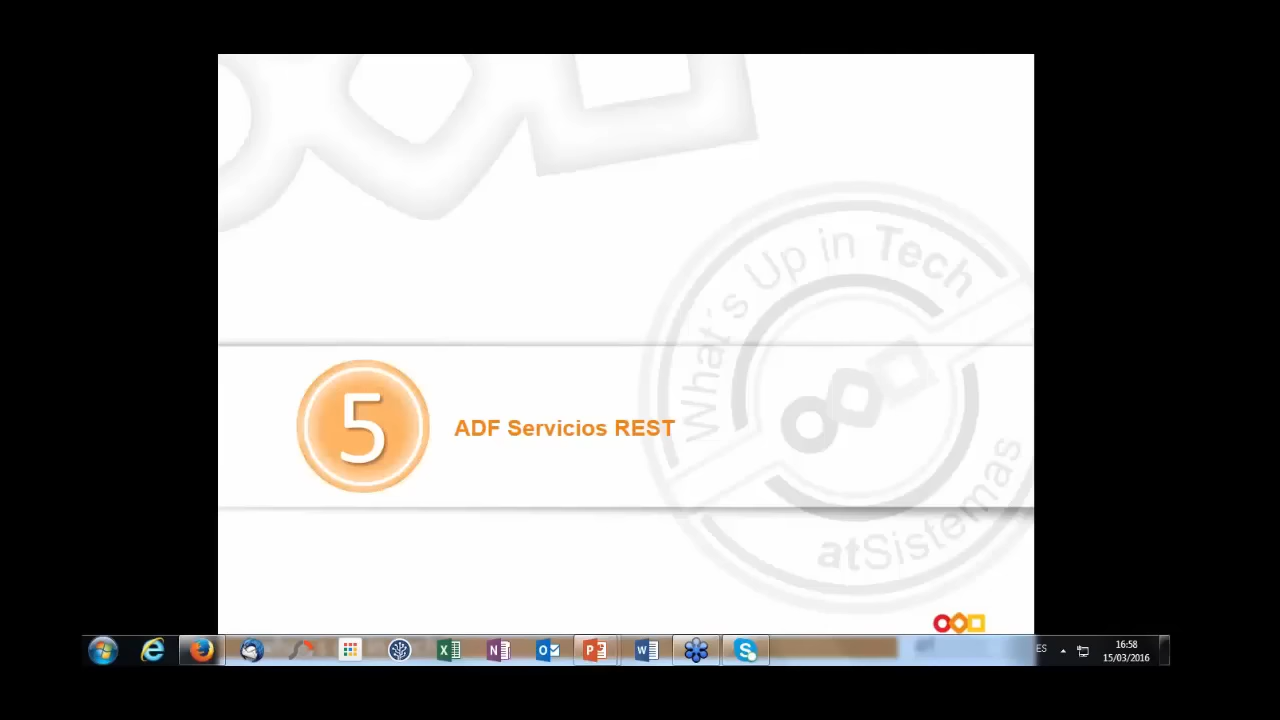 What´s Up in Tech
5
ADF Servicios REST
atSistemas
ES
16:58
15/03/2016